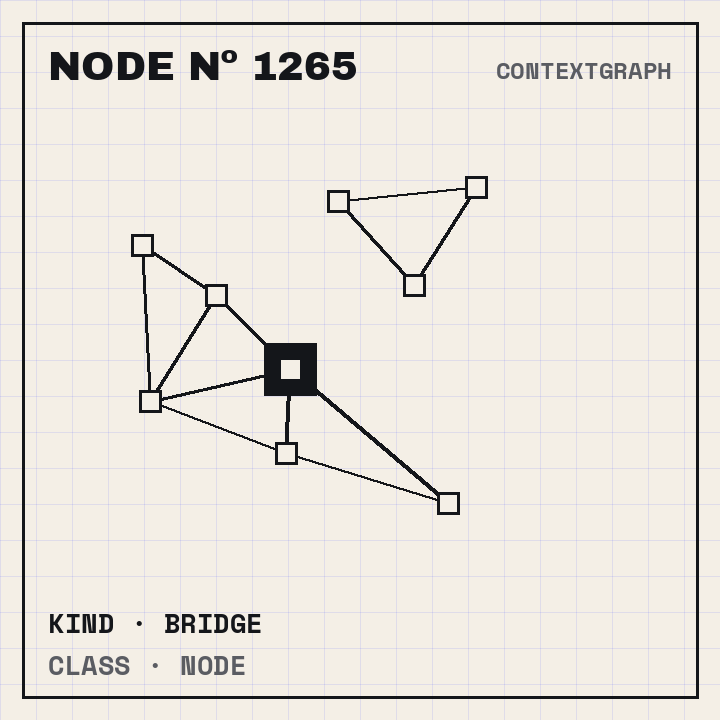 NODE Nº 1265
CONTEXTGRAPH
KIND · BRIDGE
CLASS · NODE